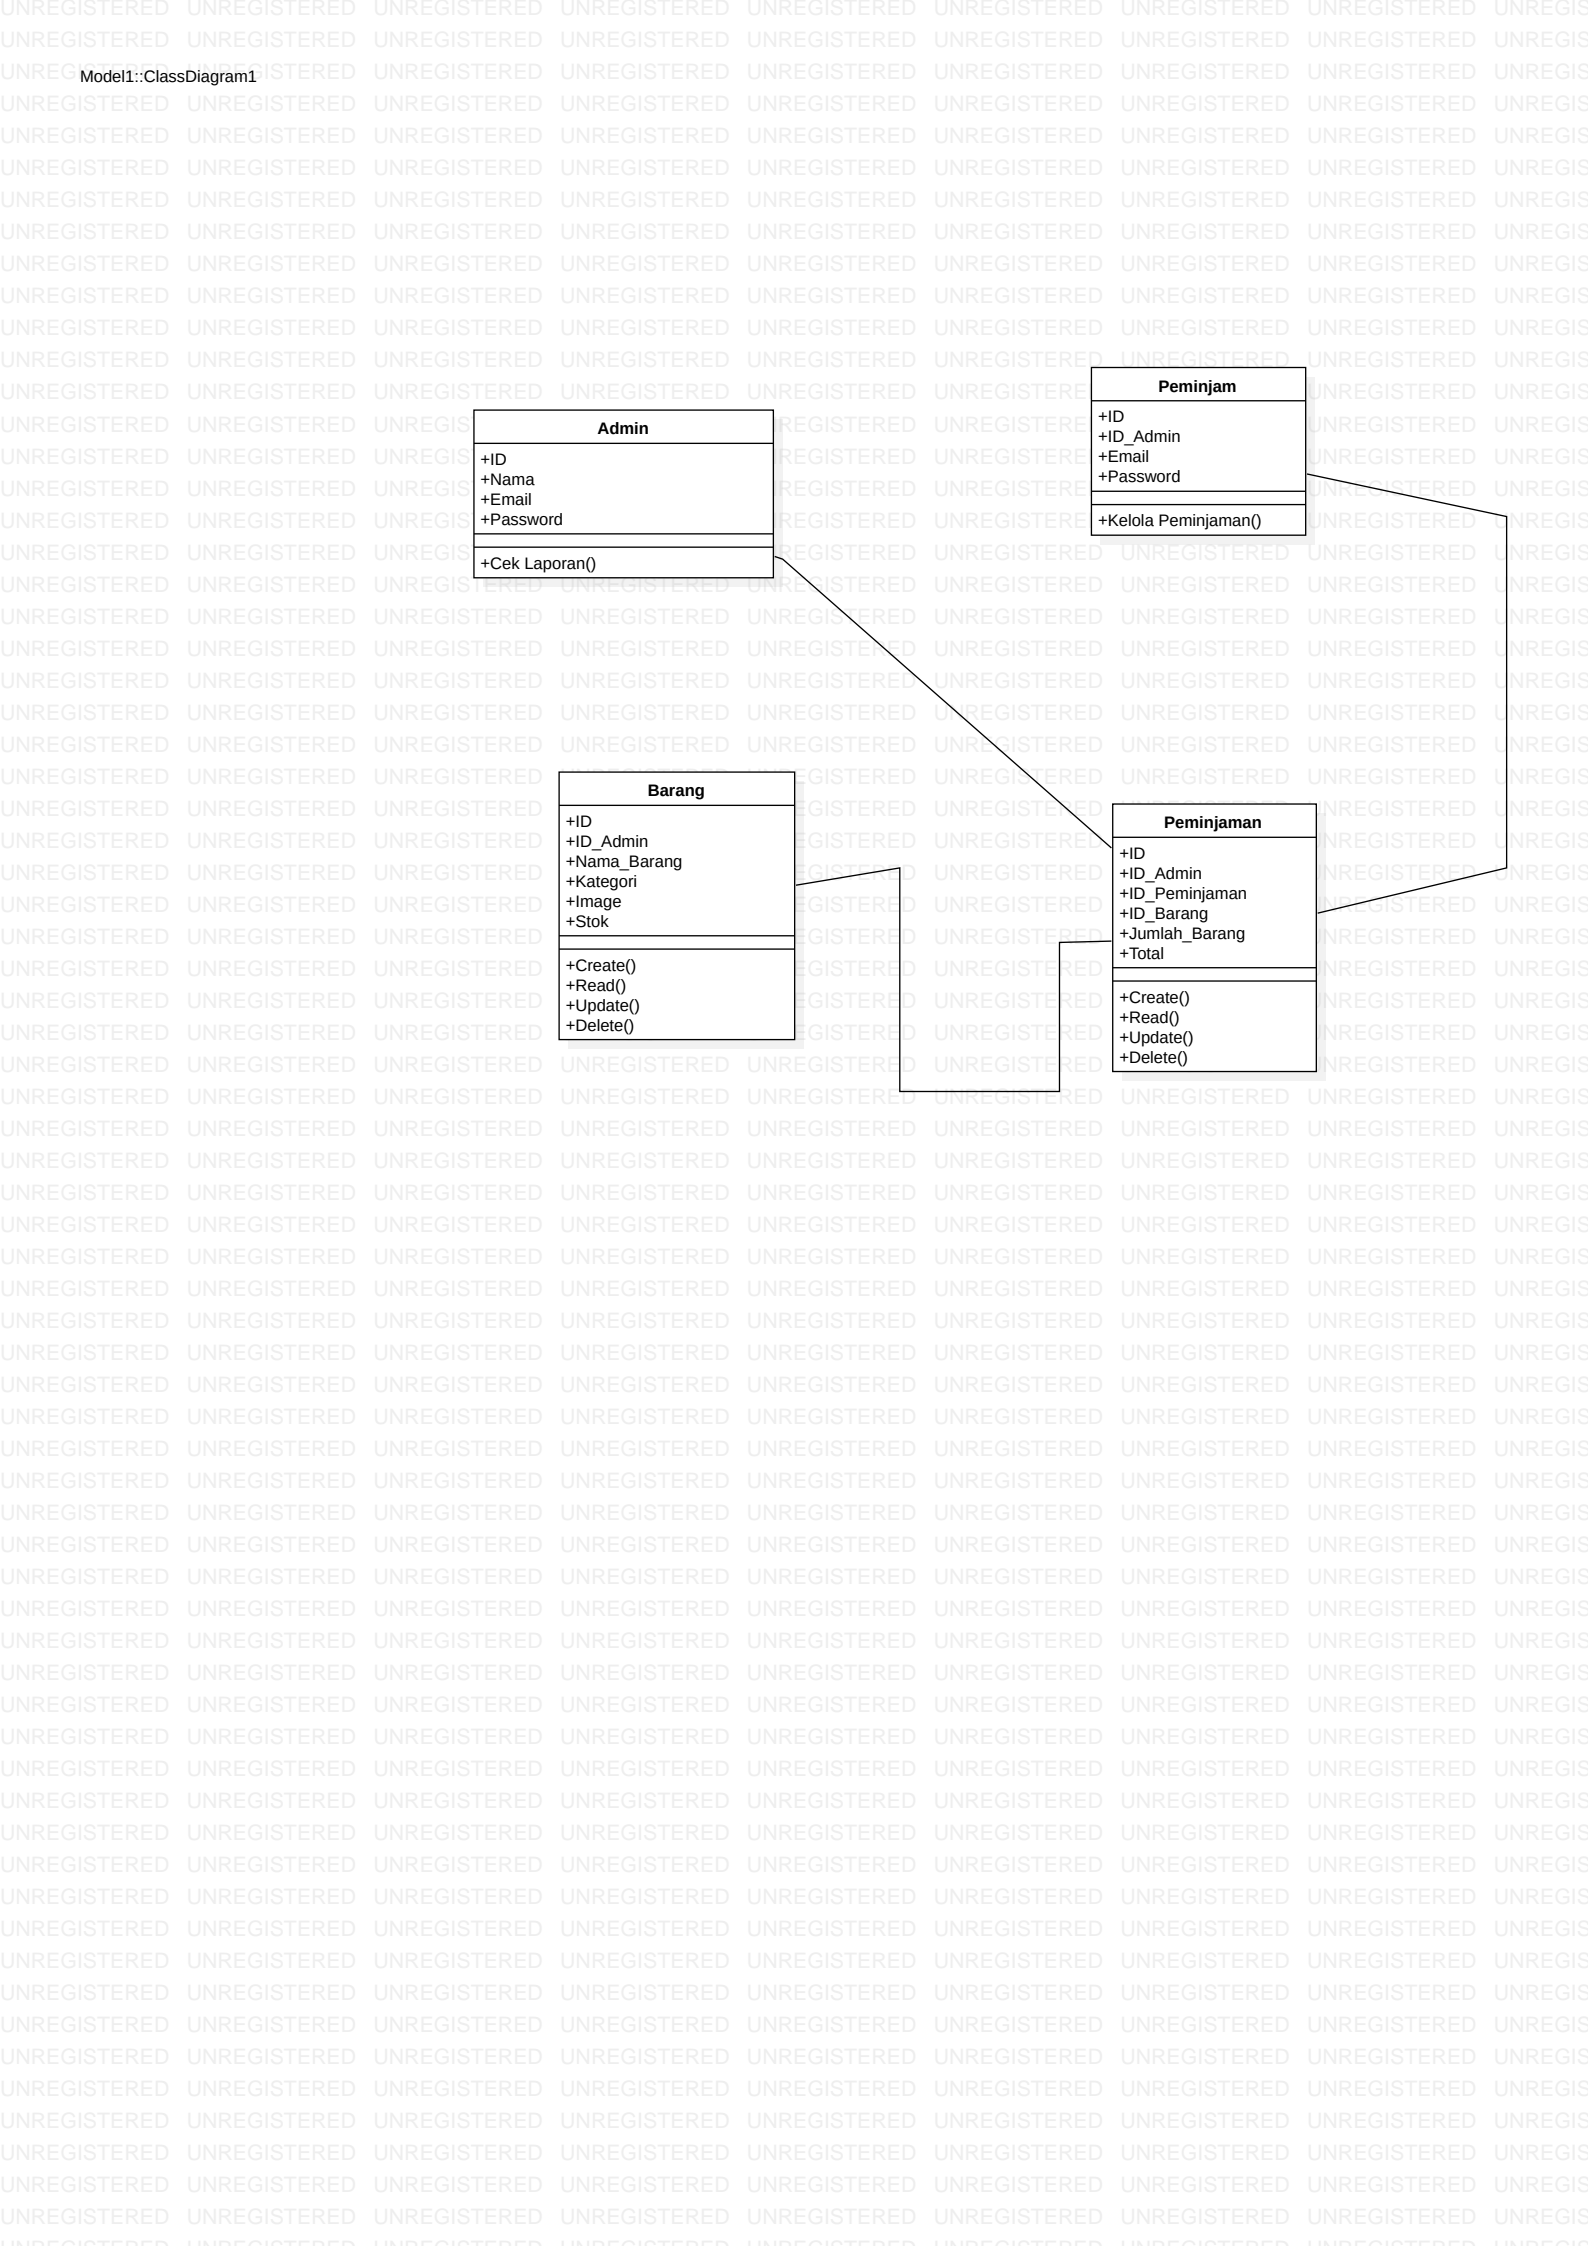 Model1::ClassDiagram1
Peminjam
+ID
+ID_Admin
+Email
+Password
+Kelola Peminjaman()
Admin
+ID
+Nama
+Email
+Password
+Cek Laporan()
Barang
+ID
+ID_Admin
+Nama_Barang
+Kategori
+Image
+Stok
+Create()
+Read()
+Update()
+Delete()
Peminjaman
+ID
+ID_Admin
+ID_Peminjaman
+ID_Barang
+Jumlah_Barang
+Total
+Create()
+Read()
+Update()
+Delete()
UNREGISTERED